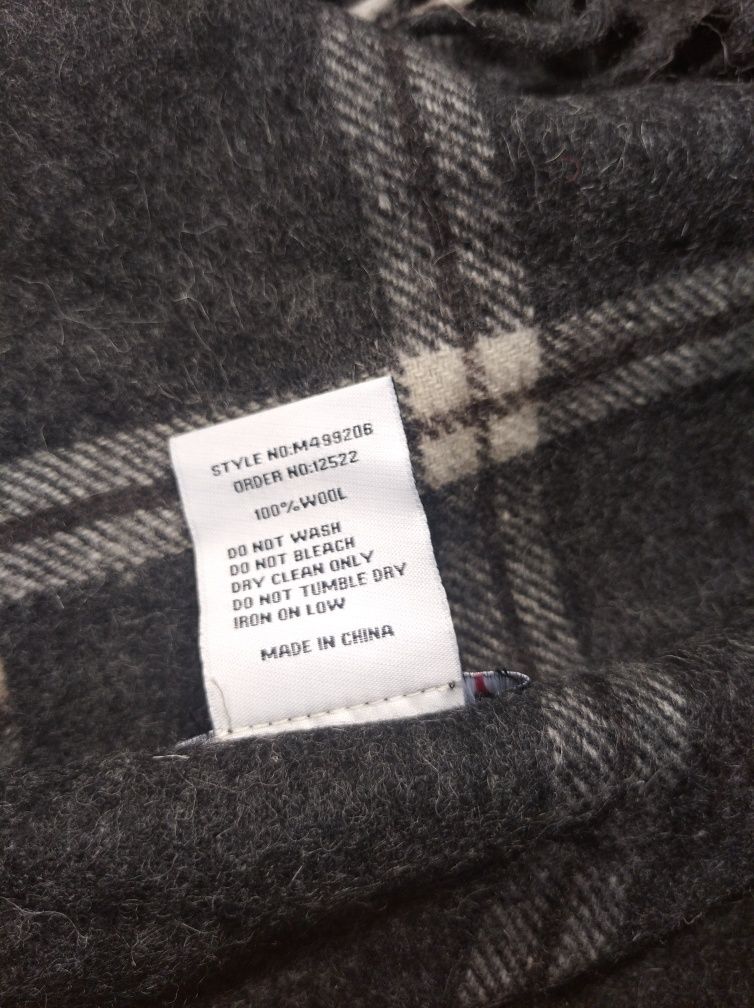 STYLE NO:M499206
ORDER NO:12522
100%WOOL
DO NOT WASH
DO NOT BLEACH
DRY CLEAN ONLY
DO NOT TUMBLE DRY
IRON ON LOW
MADE IN CHINA